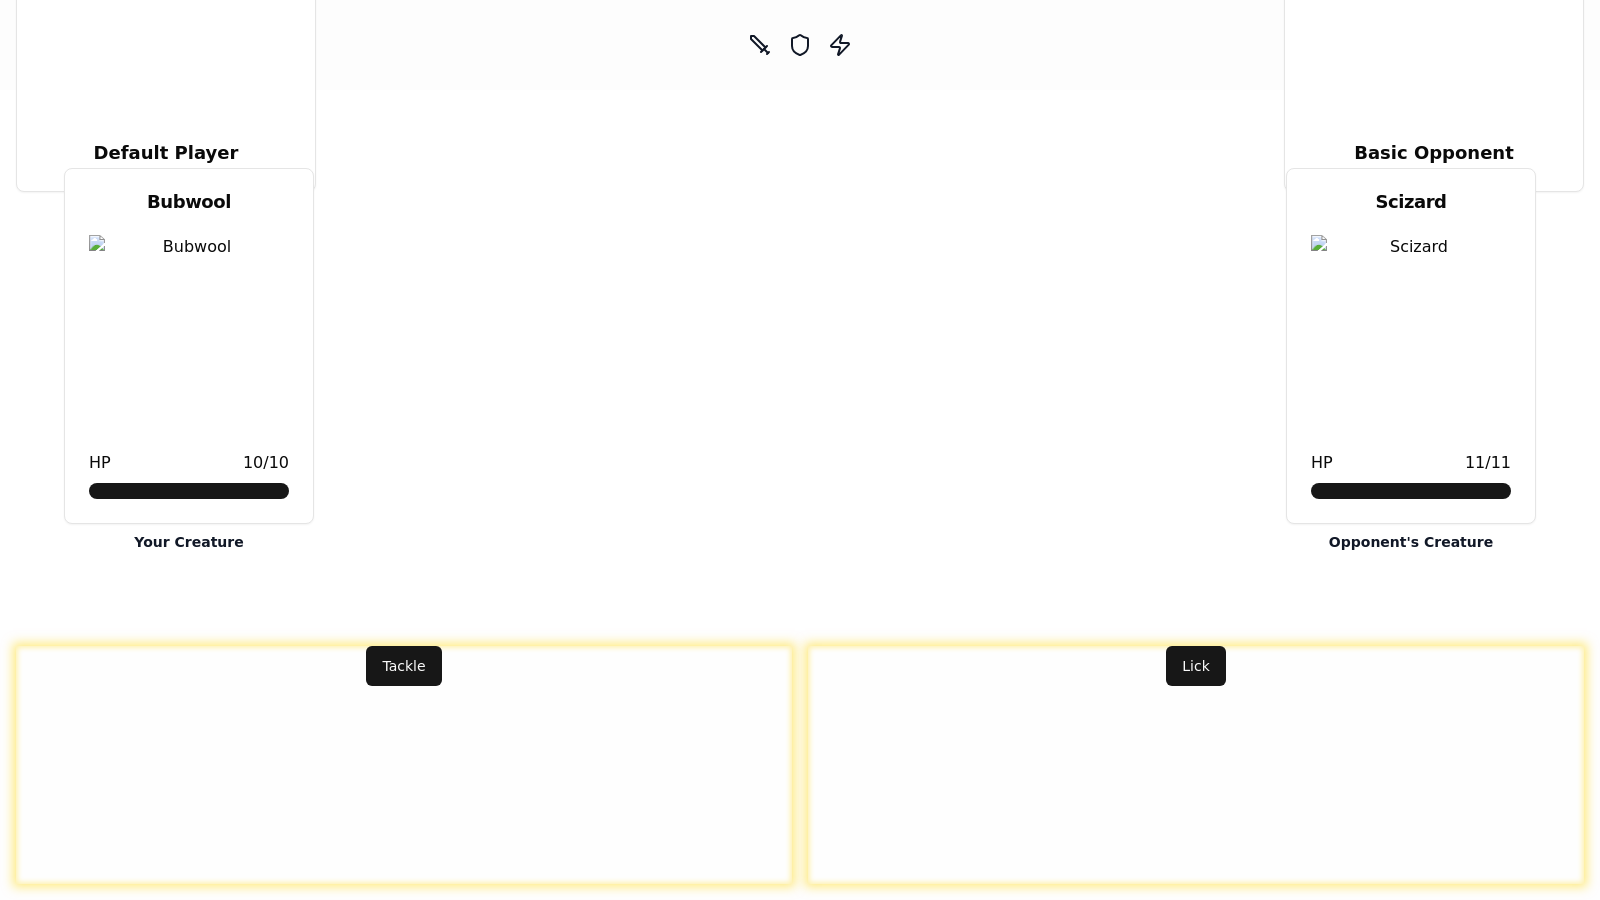 Default Player
Basic Opponent
Bubwool
Scizard
Bubwool
Scizard
HP 10/10
HP 11/11
Your Creature
Opponent's Creature
Tackle
Lick